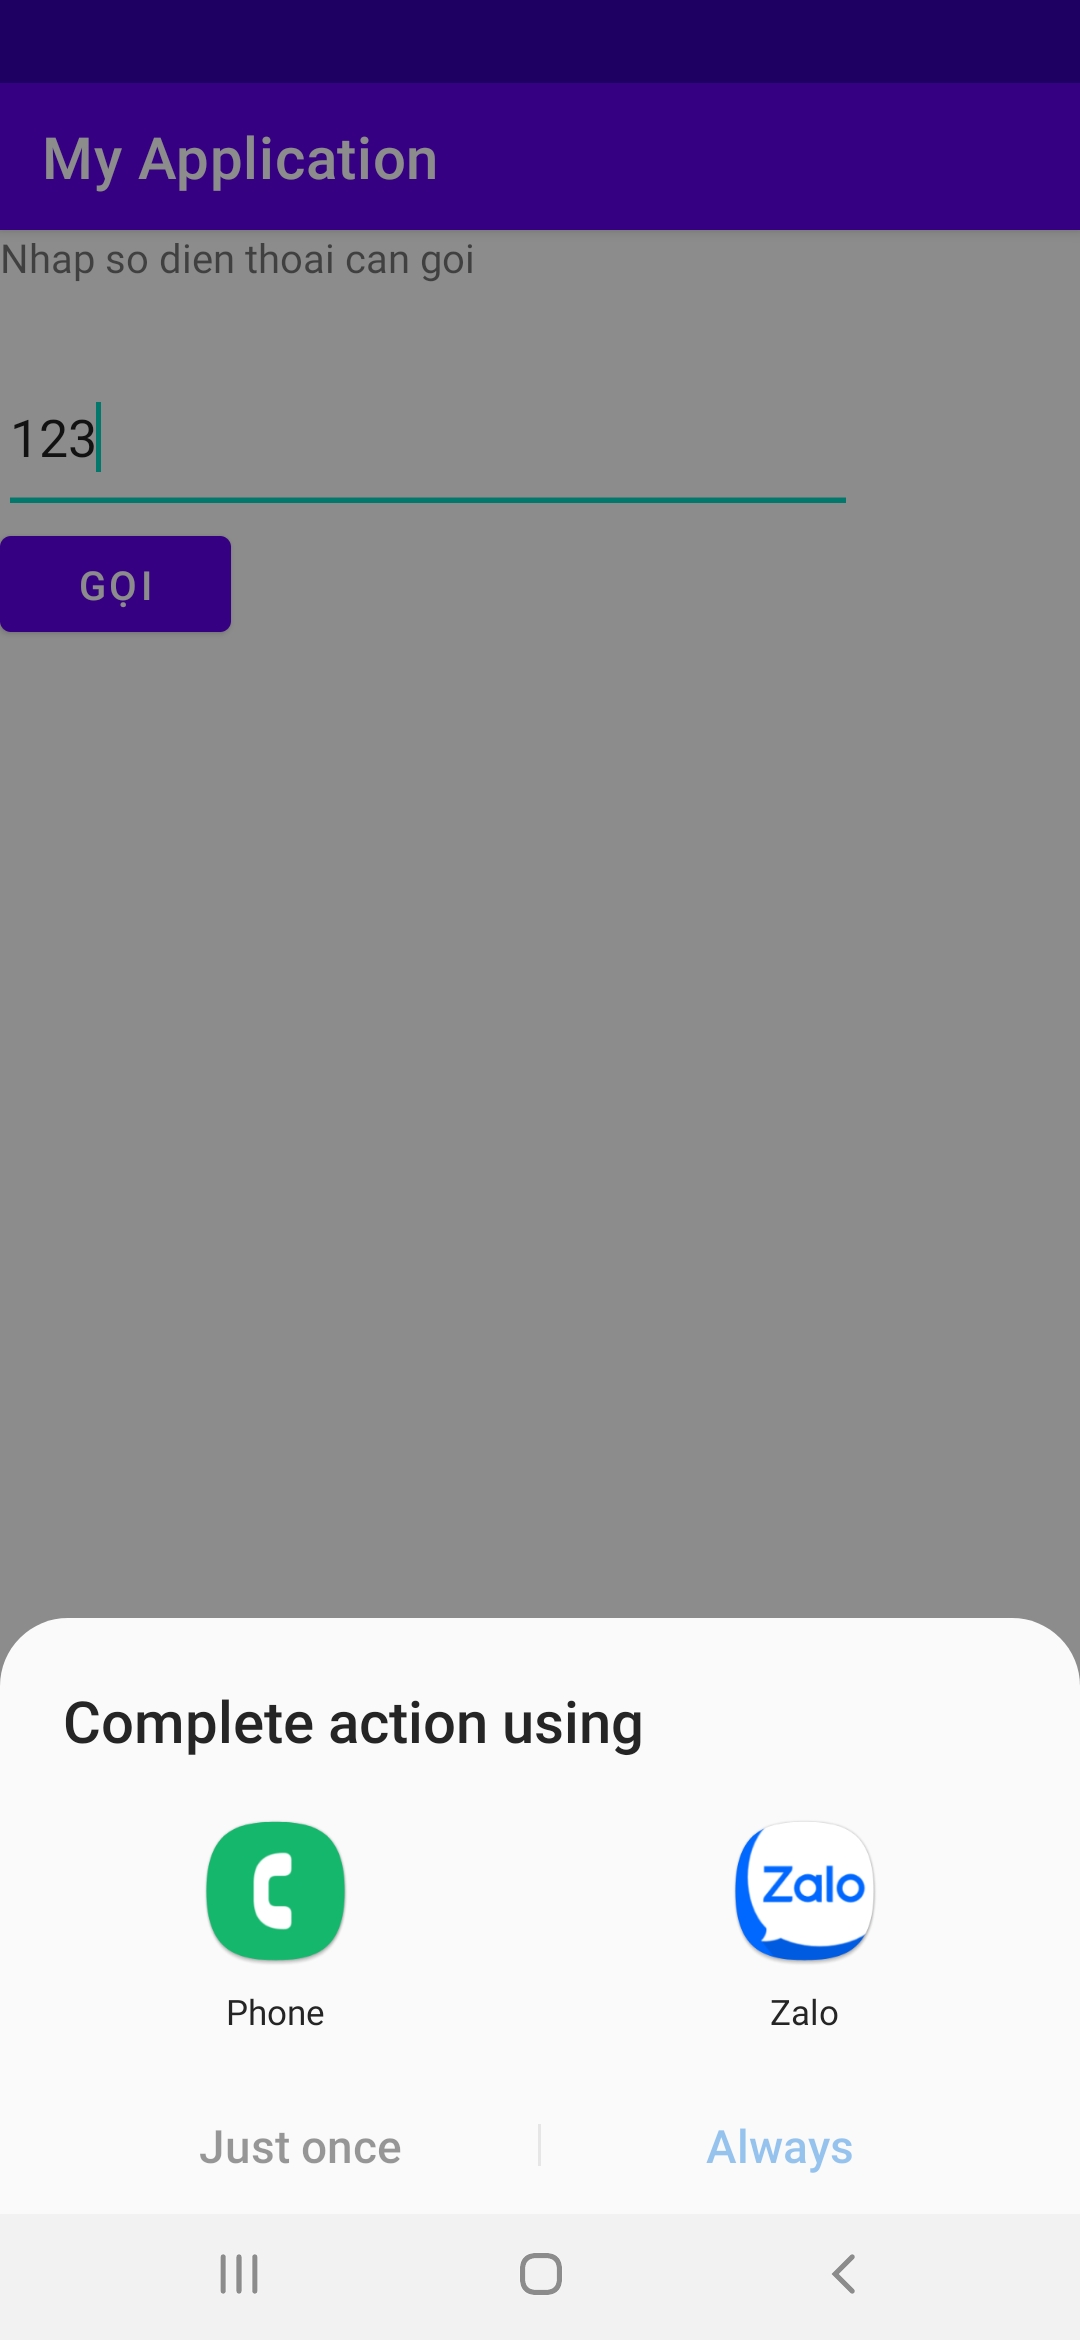 My Application
Nhap so dien thoai can goi
123
GỌI
Complete action using
Zalo
Phone
Zalo
Just once
Always